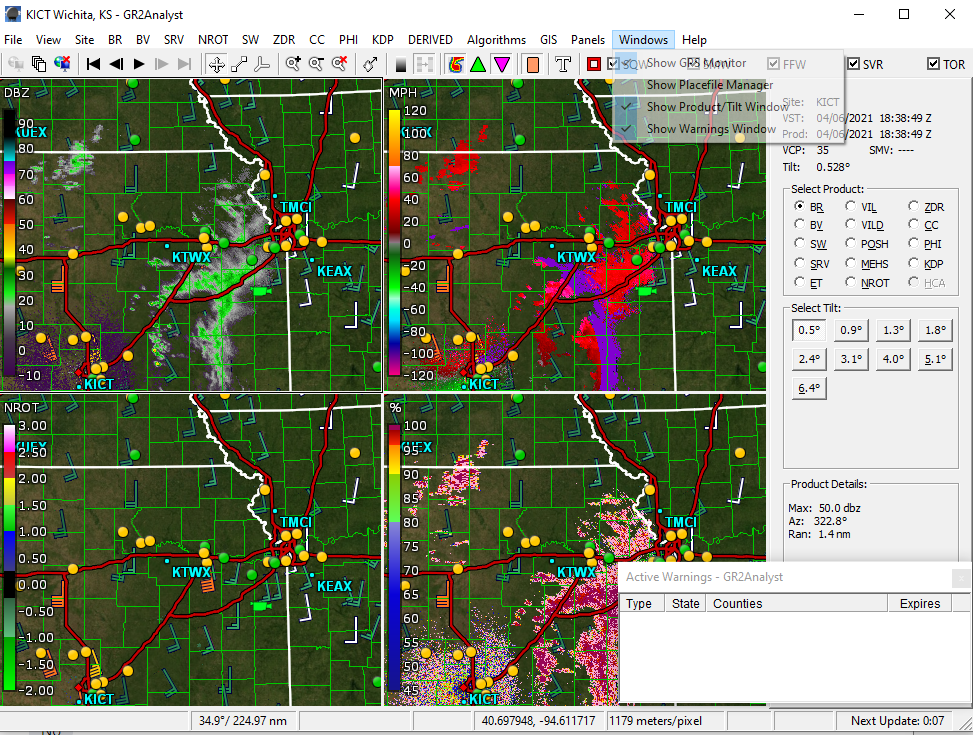 KICT Wichita, KS - GR2Analyst
File View Site BR BV SRV NROT SW ZDR CC PHI KDP DERIVED Algorithms GIS Panels Windows Help
FFW SVR TOR
Show GPS Monitor
Show Placefile Manager
Show Product/Tilt Window
Show Warnings Window
Site: KICT
VST: 04/06/2021 18:38:49 Z
Prod: 04/06/2021 18:38:49 Z
VCP: 35 SMV: ----
Tilt: 0.528°
Select Product:
BR VIL ZDR
BV VILD CC
SW POSH PHI
SRV MEHS KDP
ET NROT HCA
Select Tilt:
0.5° 0.9° 1.3° 1.8°
2.4° 3.1° 4.0° 5.1°
6.4°
Product Details:
Max: 50.0 dbz
Az: 322.8°
Ran: 1.4 nm
DBZ
90
80
70
60
50
40
30
20
10
0
-10
KUEX
TMCI
KTWX
KEAX
KICT
MPH
120
100
80
60
40
20
0
-20
-40
-60
-80
-100
-120
TMCI
KTWX
KEAX
KICT
NROT
3.00
2.50
2.00
1.50
1.00
0.50
0.00
-0.50
-1.00
-1.50
-2.00
KUEX
TMCI
KTWX
KEAX
KICT
%
100
95
90
85
80
75
70
65
60
55
50
45
TMCI
KTWX
KICT
Active Warnings - GR2Analyst
Type State Counties Expires
34.9°/ 224.97 nm 40.697948, -94.611717 1179 meters/pixel Next Update: 0:07